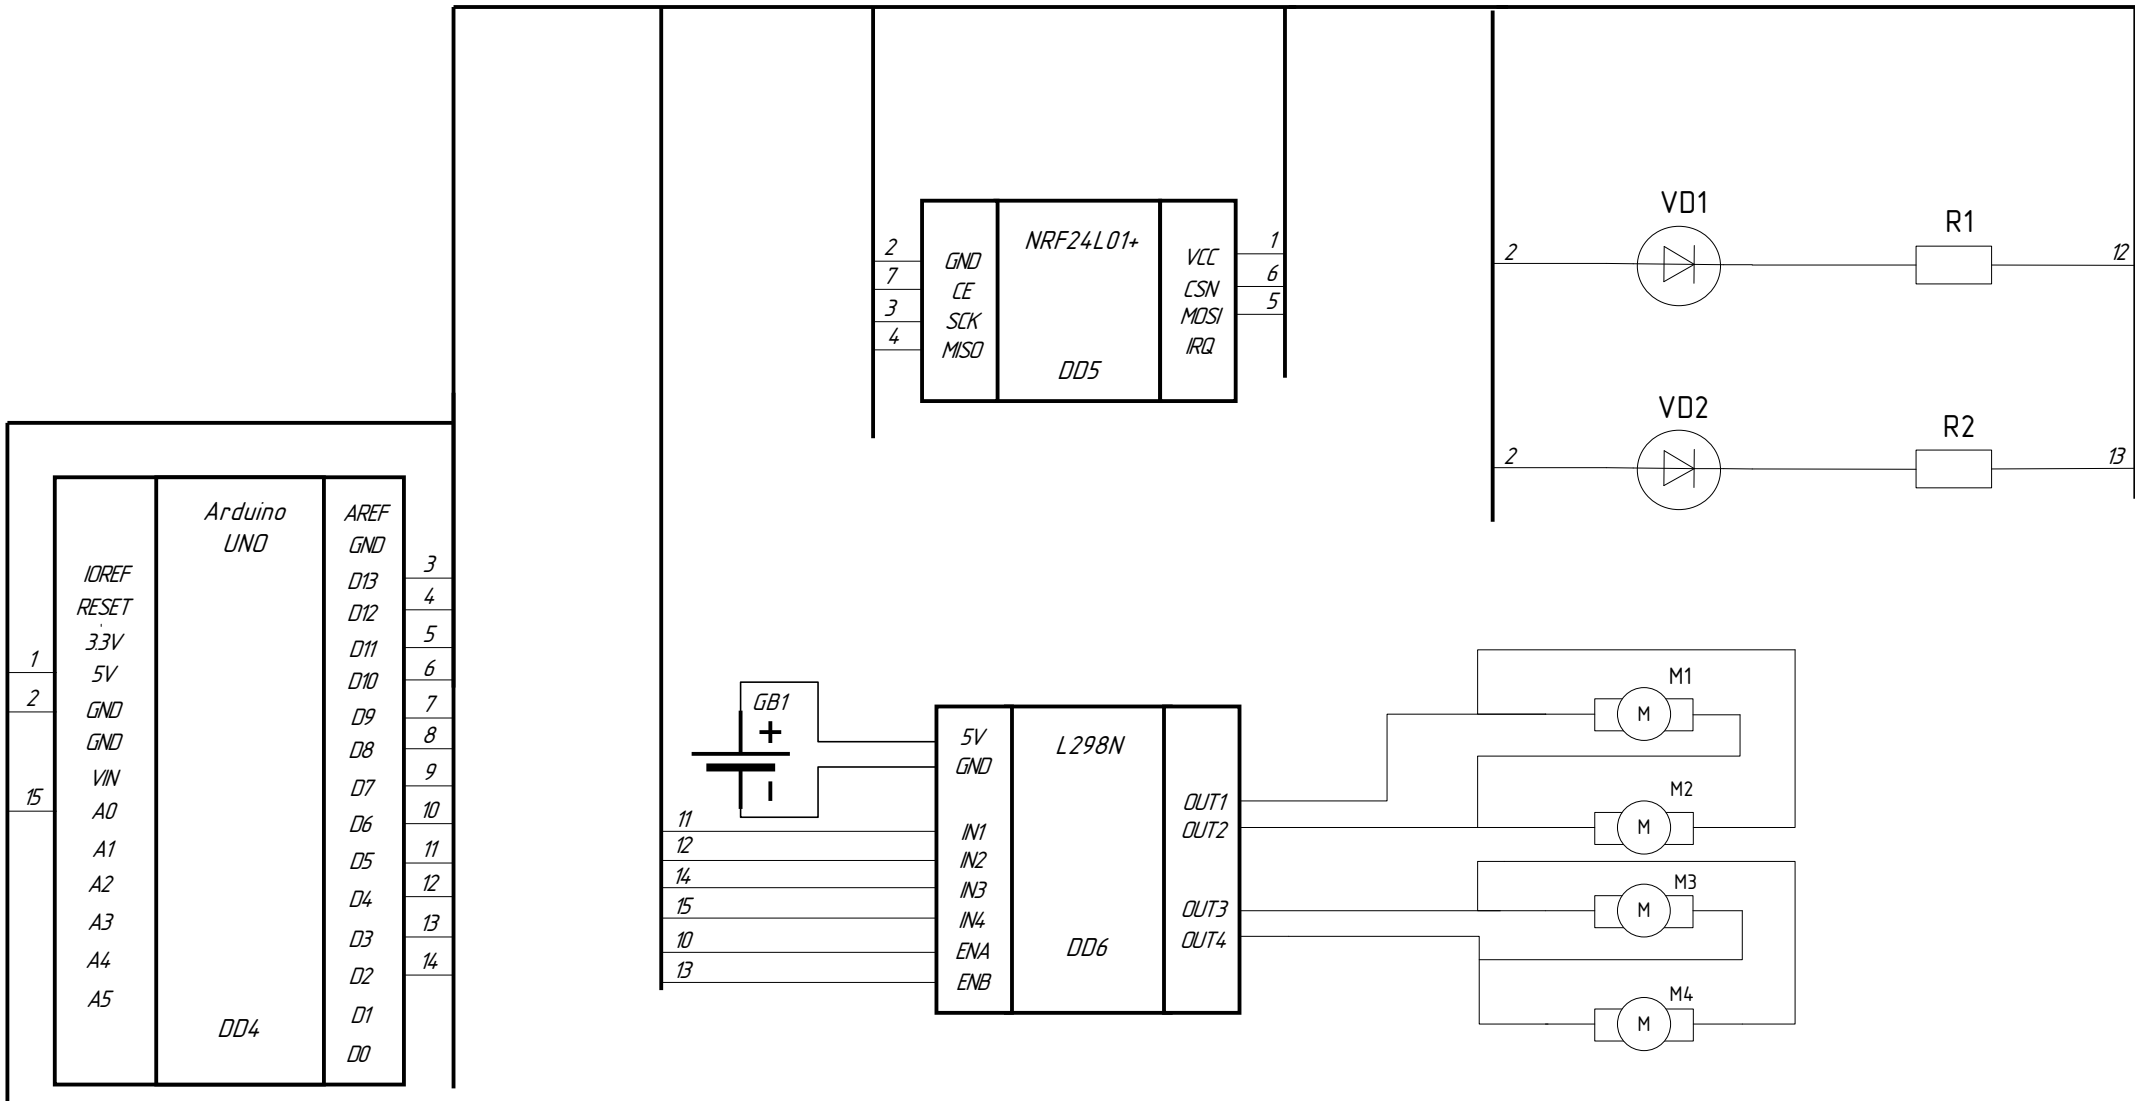 2
7
3
4
GND
CE
SCK
MISO
NRF24L01+
DD5
VCC
CSN
MOSI
IRQ
1
6
5
VD1
R1
2
12
VD2
R2
2
13
1
2
15
IOREF
RESET
3.3V
5V
GND
GND
VIN
A0
A1
A2
A3
A4
A5
Arduino
UNO
DD4
AREF
GND
D13
D12
D11
D10
D9
D8
D7
D6
D5
D4
D3
D2
D1
D0
3
4
5
6
7
8
9
10
11
12
13
14
GB1
+
-
11
12
14
15
10
13
5V
GND
IN1
IN2
IN3
IN4
ENA
ENB
L298N
DD6
OUT1
OUT2
OUT3
OUT4
M1
M
M2
M
M3
M
M4
M